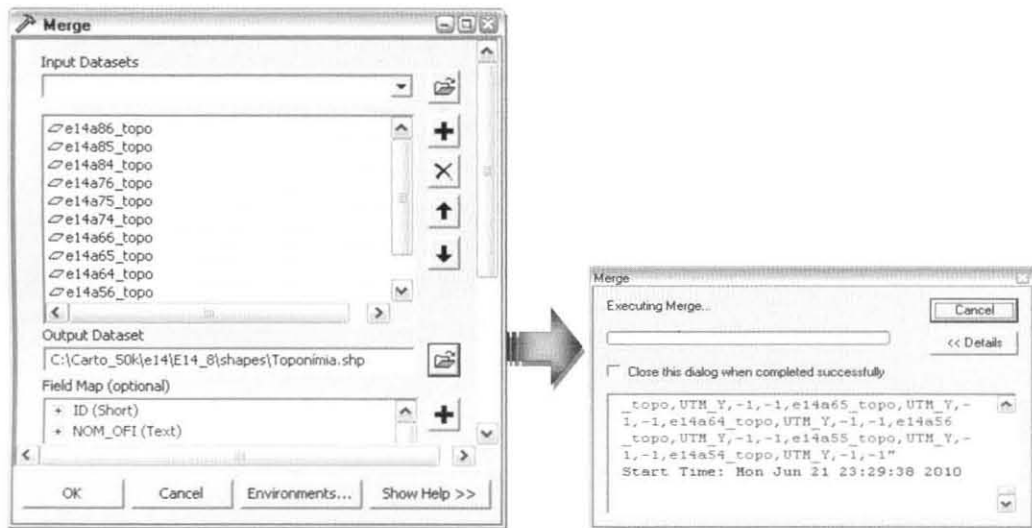 Merge
Input Datasets
e14a86_topo
e14a85_topo
e14a84_topo
e14a76_topo
e14a75_topo
e14a74_topo
e14a66_topo
e14a65_topo
e14a64_topo
e14a56_topo
Output Dataset
C:\Carto_50k\e14\E14_8\shapes\Toponímia.shp
Field Map (optional)
+ ID (Short)
+ NOM_OFI (Text)
OK
Cancel
Environments...
Show Help >>
Merge
Executing Merge...
Cancel
<< Details
Close this dialog when completed successfully
_topo,UTM_Y,-1,-1,e14a65_topo,UTM_Y,-
1,-1,e14a64_topo,UTM_Y,-1,-1,e14a56
_topo,UTM_Y,-1,-1,e14a55_topo,UTM_Y,-
1,-1,e14a54_topo,UTM_Y,-1,-1"
Start Time: Mon Jun 21 23:29:38 2010